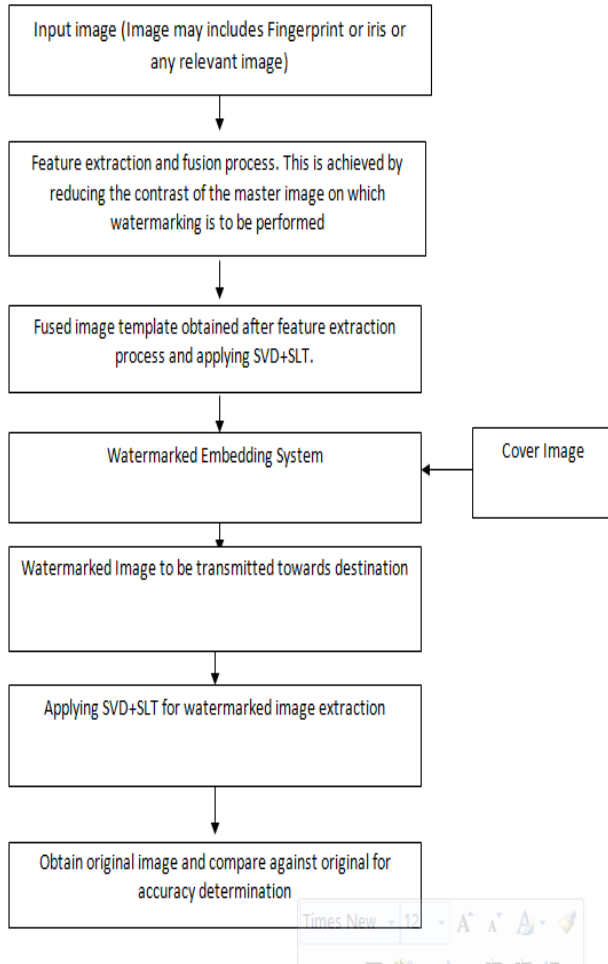 Input image (Image may includes Fingerprint or iris or
any relevant image)
Feature extraction and fusion process. This is achieved by
reducing the contrast of the master image on which
watermarking is to be performed
Fused image template obtained after feature extraction
process and applying SVD+SLT.
Watermarked Embedding System
Cover Image
Watermarked Image to be transmitted towards destination
Applying SVD+SLT for watermarked image extraction
Obtain original image and compare against original for
accuracy determination
Times New 12 A A A